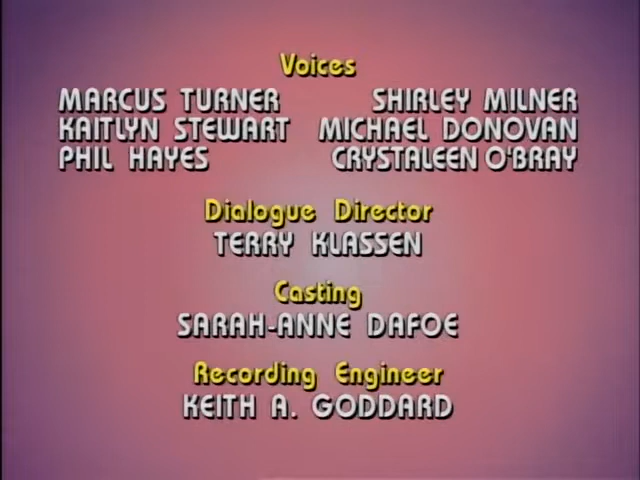 Voices
MARCUS TURNER SHIRLEY MILNER
KAITLYN STEWART MICHAEL DONOVAN
PHIL HAYES CRYSTALEEN O'BRAY
Dialogue Director
TERRY KLASSEN
Casting
SARAH-ANNE DAFOE
Recording Engineer
KEITH A. GODDARD